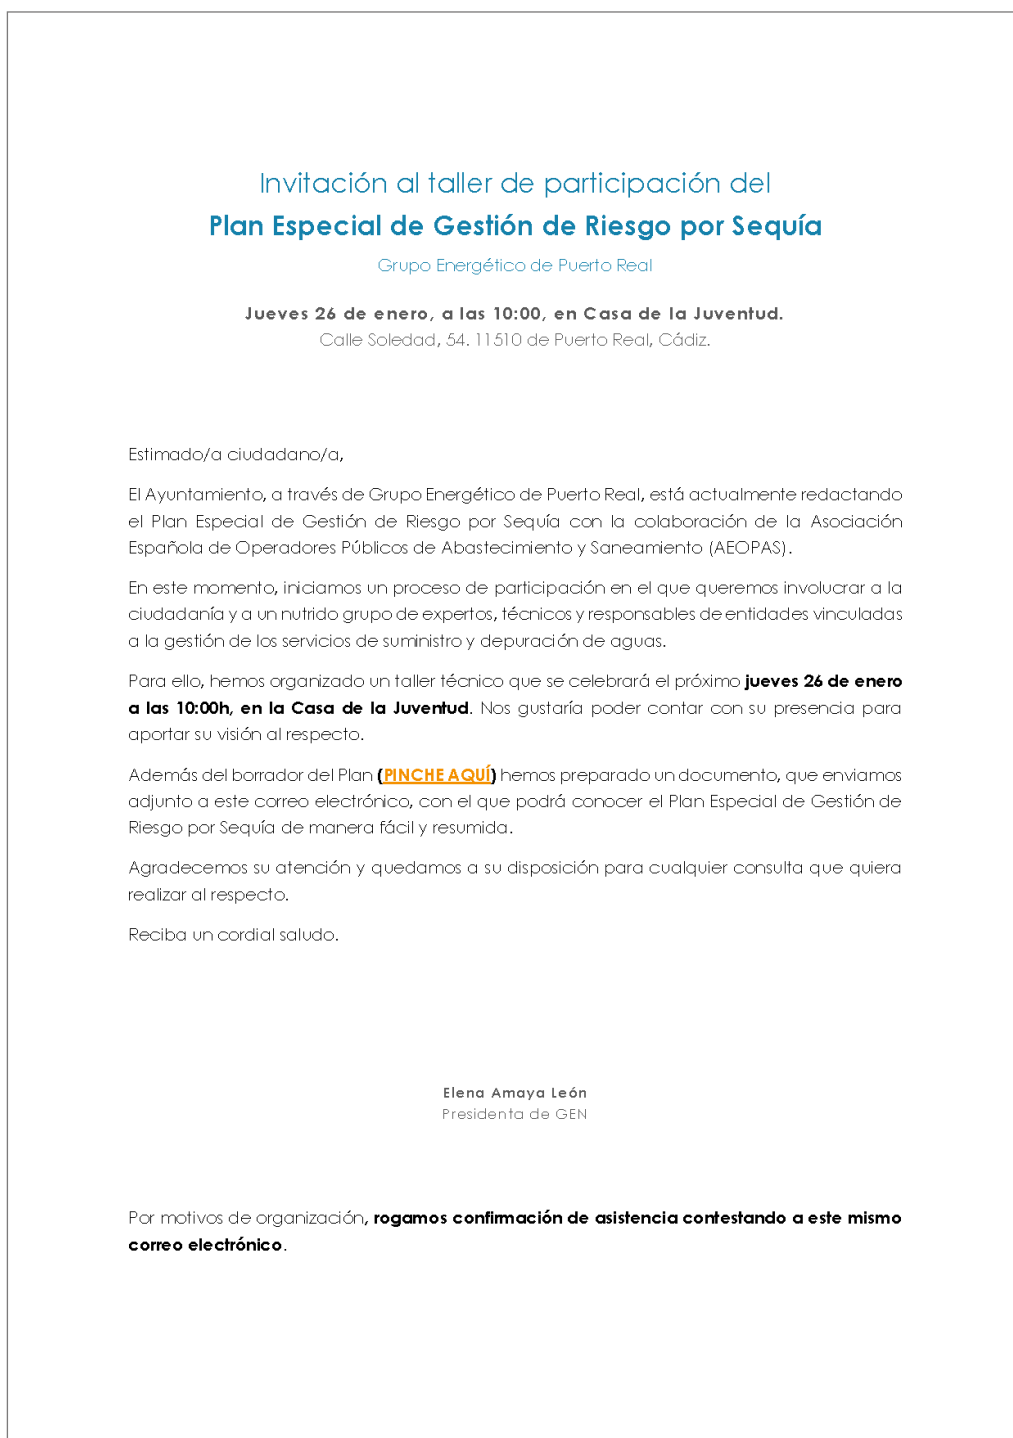 Invitación al taller de participación del
Plan Especial de Gestión de Riesgo por Sequía
Grupo Energético de Puerto Real
Jueves 26 de enero, a las 10:00, en Casa de la Juventud.
Calle Soledad, 54. 11510 de Puerto Real, Cádiz.
Estimado/a ciudadano/a,
El Ayuntamiento, a través de Grupo Energético de Puerto Real, está actualmente redactando
el Plan Especial de Gestión de Riesgo por Sequía con la colaboración de la Asociación
Española de Operadores Públicos de Abastecimiento y Saneamiento (AEOPAS).
En este momento, iniciamos un proceso de participación en el que queremos involucrar a la
ciudadanía y a un nutrido grupo de expertos, técnicos y responsables de entidades vinculadas
a la gestión de los servicios de suministro y depuración de aguas.
Para ello, hemos organizado un taller técnico que se celebrará el próximo jueves 26 de enero
a las 10:00h, en la Casa de la Juventud. Nos gustaría poder contar con su presencia para
aportar su visión al respecto.
Además del borrador del Plan (PINCHE AQUÍ) hemos preparado un documento, que enviamos
adjunto a este correo electrónico, con el que podrá conocer el Plan Especial de Gestión de
Riesgo por Sequía de manera fácil y resumida.
Agradecemos su atención y quedamos a su disposición para cualquier consulta que quiera
realizar al respecto.
Reciba un cordial saludo.
Elena Amaya León
Presidenta de GEN
Por motivos de organización, rogamos confirmación de asistencia contestando a este mismo
correo electrónico.